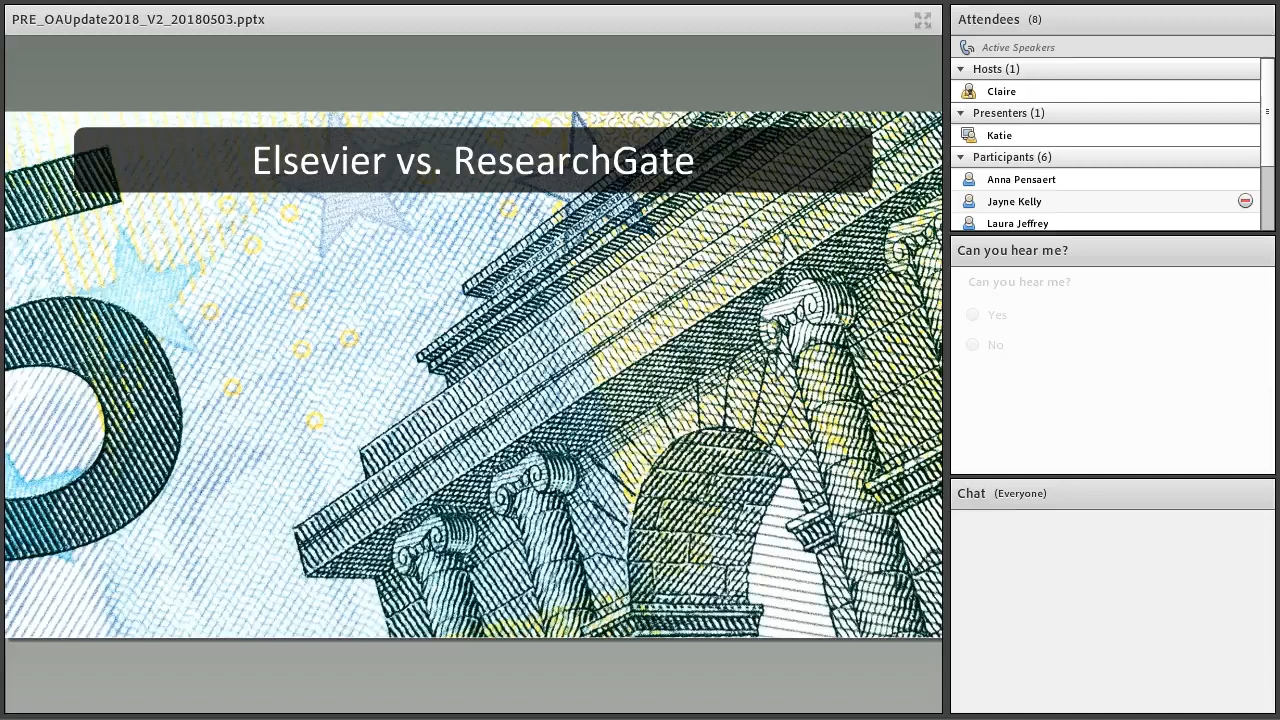 PRE_OAUpdate2018_V2_20180503.pptx
Elsevier vs. ResearchGate
Attendees (8)
Active Speakers
Hosts (1)
Claire
Presenters (1)
Katie
Participants (6)
Anna Pensaert
Jayne Kelly
Laura Jeffrey
Can you hear me?
Can you hear me?
Yes
No
Chat (Everyone)